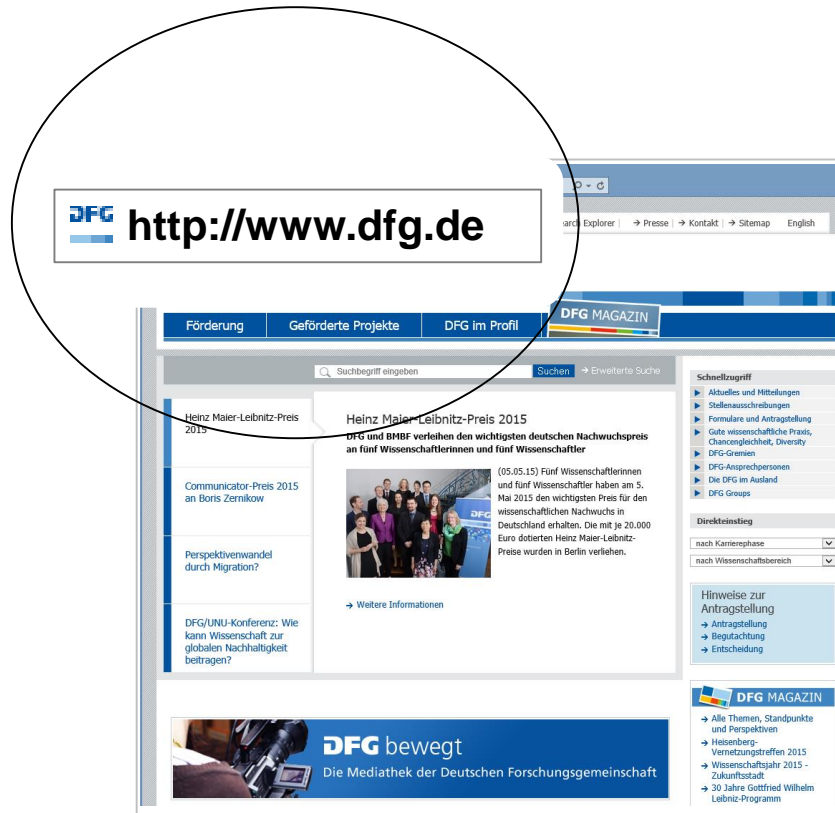 DFG http://www.dfg.de
Explorer | → Presse | → Kontakt | → Sitemap English
Förderung Geförderte Projekte DFG im Profil DFG MAGAZIN
Suchbegriff eingeben Suchen → Erweiterte Suche
Heinz Maier-Leibnitz-Preis
2015
Communicator-Preis 2015
an Boris Zernikow
Perspektivenwandel
durch Migration?
DFG/UNU-Konferenz: Wie
kann Wissenschaft zur
globalen Nachhaltigkeit
beitragen?
Heinz Maier-Leibnitz-Preis 2015
DFG und BMBF verleihen den wichtigsten deutschen Nachwuchspreis
an fünf Wissenschaftlerinnen und fünf Wissenschaftler
(05.05.15) Fünf Wissenschaftlerinnen
und fünf Wissenschaftler haben am 5.
Mai 2015 den wichtigsten Preis für den
wissenschaftlichen Nachwuchs in
Deutschland erhalten. Die mit je 20.000
Euro dotierten Heinz Maier-Leibnitz-
Preise wurden in Berlin verliehen.
DFG
→ Weitere Informationen
Schnellzugriff
Aktuelles und Mitteilungen
Stellenausschreibungen
Formulare und Antragstellung
Gute wissenschaftliche Praxis,
Chancengleichheit, Diversity
DFG-Gremien
DFG-Ansprechpersonen
Die DFG im Ausland
DFG Groups
Direkteinstieg
nach Karrierephase
nach Wissenschaftsbereich
Hinweise zur
Antragstellung
→ Antragstellung
→ Begutachtung
→ Entscheidung
DFG MAGAZIN
→ Alle Themen, Standpunkte
und Perspektiven
→ Heisenberg-
Vernetzungstreffen 2015
→ Wissenschaftsjahr 2015 -
Zukunftsstadt
→ 30 Jahre Gottfried Wilhelm
Leibniz-Programm
DFG bewegt
Die Mediathek der Deutschen Forschungsgemeinschaft